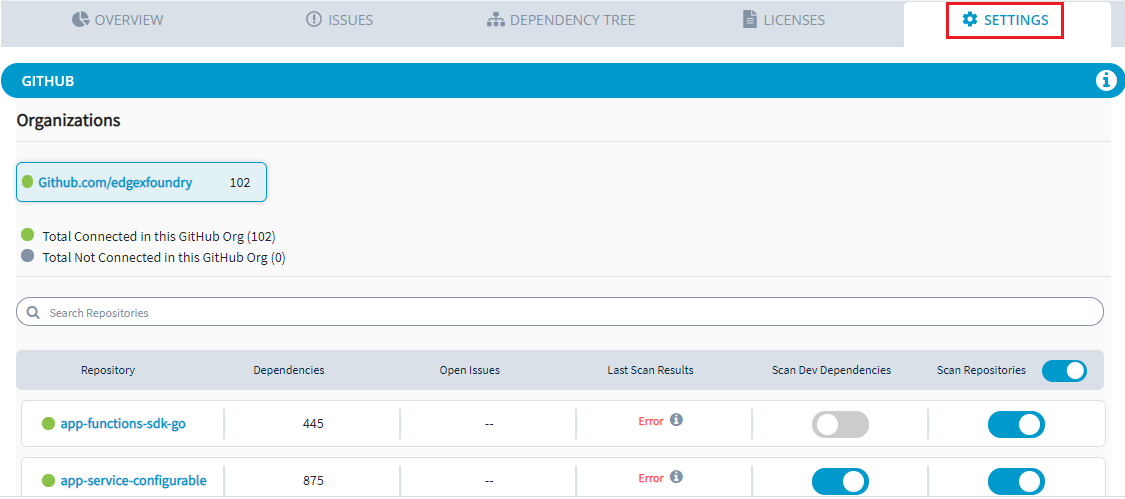 OVERVIEW ISSUES DEPENDENCY TREE LICENSES SETTINGS
GITHUB
Organizations
Github.com/edgexfoundry 102
Total Connected in this GitHub Org (102)
Total Not Connected in this GitHub Org (0)
Search Repositories
Repository Dependencies Open Issues Last Scan Results Scan Dev Dependencies Scan Repositories
app-functions-sdk-go 445 -- Error
app-service-configurable 875 -- Error